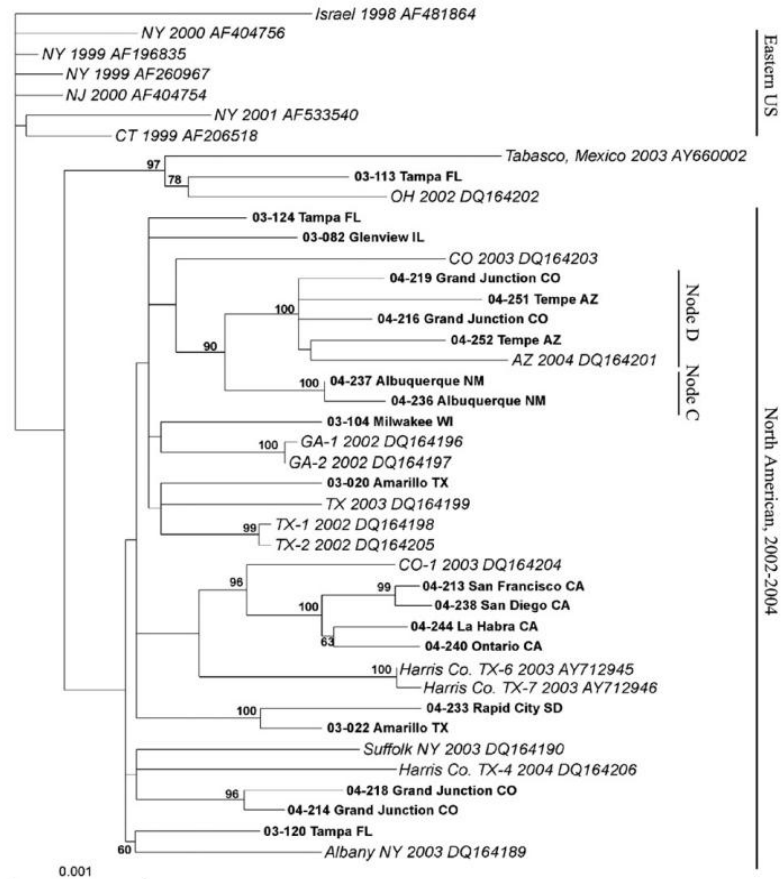 Israel 1998 AF481864
NY 2000 AF404756
NY 1999 AF196835
NY 1999 AF260967
NJ 2000 AF404754
NY 2001 AF533540
CT 1999 AF206518
Eastern US
97
Tabasco, Mexico 2003 AY660002
78
03-113 Tampa FL
OH 2002 DQ164202
03-124 Tampa FL
03-082 Glenview IL
CO 2003 DQ164203
04-219 Grand Junction CO
04-251 Tempe AZ
100
04-216 Grand Junction CO
04-252 Tempe AZ
90
AZ 2004 DQ164201
Node D
100
04-237 Albuquerque NM
04-236 Albuquerque NM
Node C
03-104 Milwakee WI
100
GA-1 2002 DQ164196
GA-2 2002 DQ164197
03-020 Amarillo TX
TX 2003 DQ164199
99
TX-1 2002 DQ164198
TX-2 2002 DQ164205
North American, 2002-2004
CO-1 2003 DQ164204
96
99
04-213 San Francisco CA
04-238 San Diego CA
100
04-244 La Habra CA
63
04-240 Ontario CA
100
Harris Co. TX-6 2003 AY712945
Harris Co. TX-7 2003 AY712946
100
04-233 Rapid City SD
03-022 Amarillo TX
Suffolk NY 2003 DQ164190
Harris Co. TX-4 2004 DQ164206
96
04-218 Grand Junction CO
04-214 Grand Junction CO
03-120 Tampa FL
60
Albany NY 2003 DQ164189
0.001